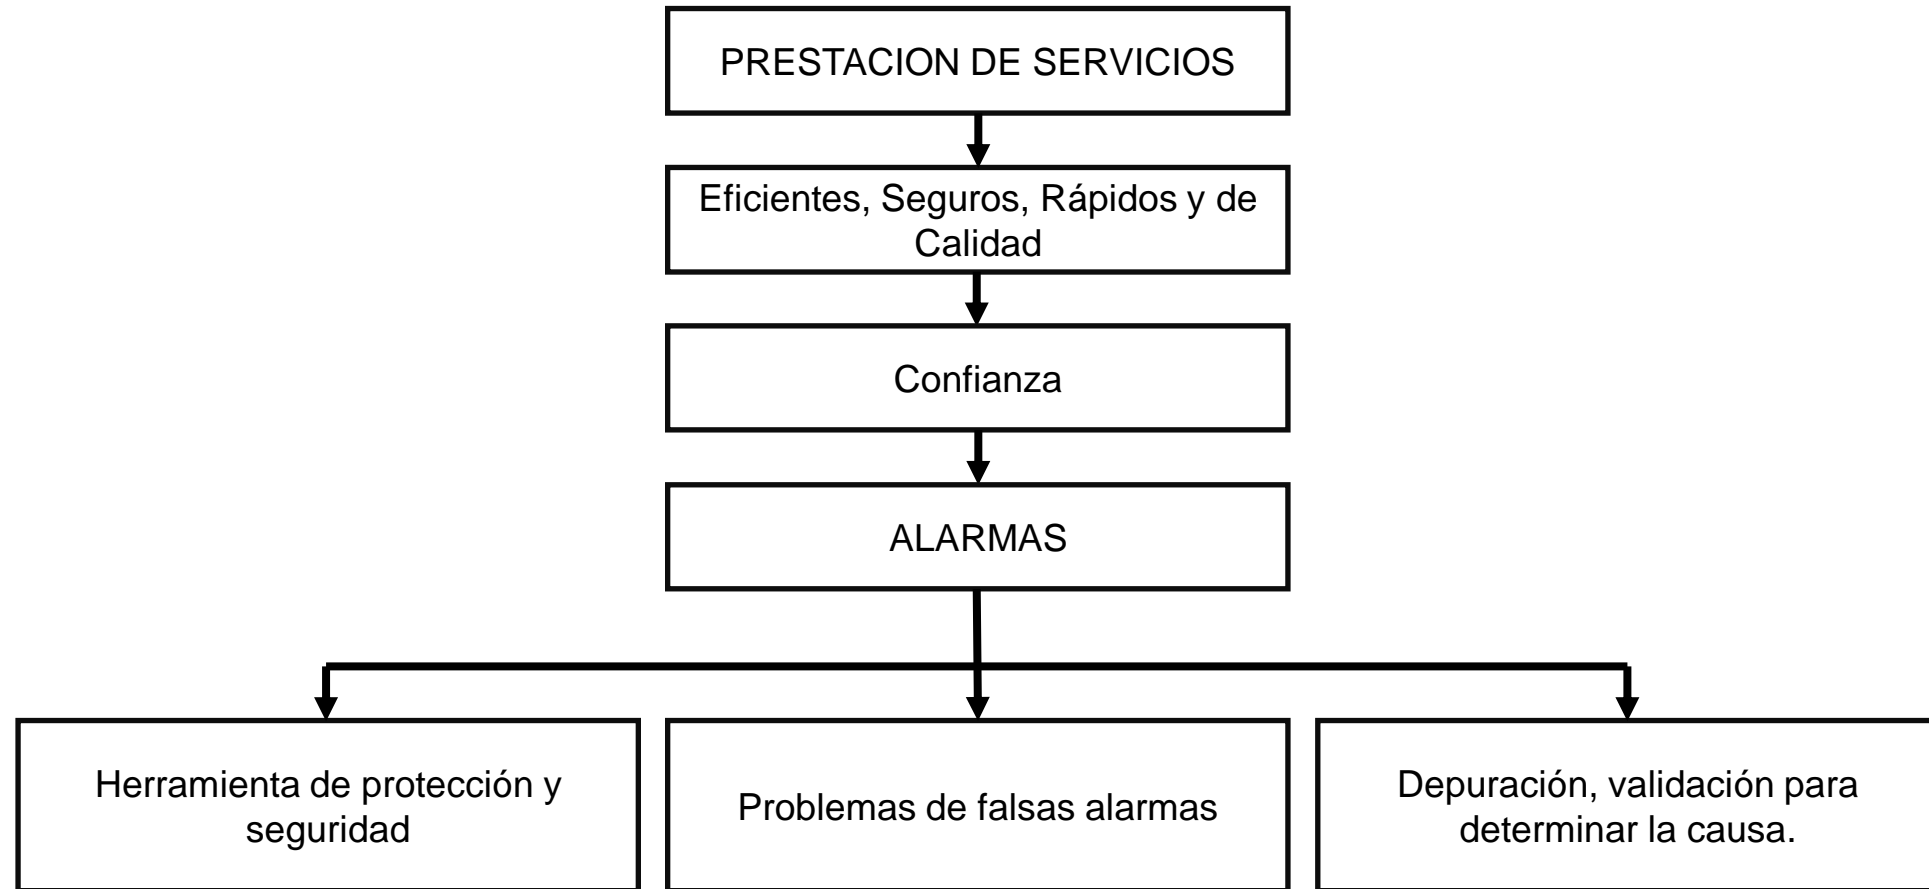 PRESTACION DE SERVICIOS
Eficientes, Seguros, Rápidos y de
Calidad
Confianza
ALARMAS
Herramienta de protección y
seguridad
Problemas de falsas alarmas
Depuración, validación para
determinar la causa.